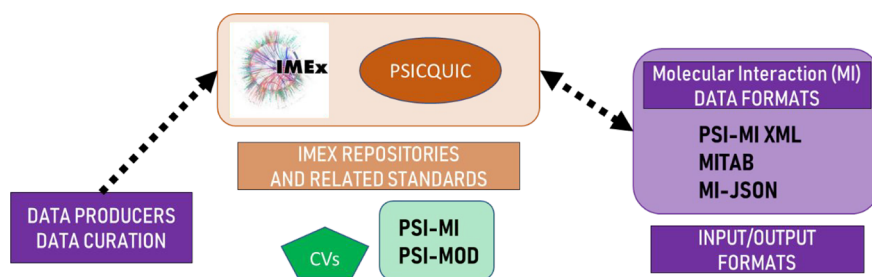 IMEx
PSICQUIC
Molecular Interaction (MI)
DATA FORMATS
PSI-MI XML
MITAB
MI-JSON
IMEX REPOSITORIES
AND RELATED STANDARDS
DATA PRODUCERS
DATA CURATION
CVs
PSI-MI
PSI-MOD
INPUT/OUTPUT
FORMATS